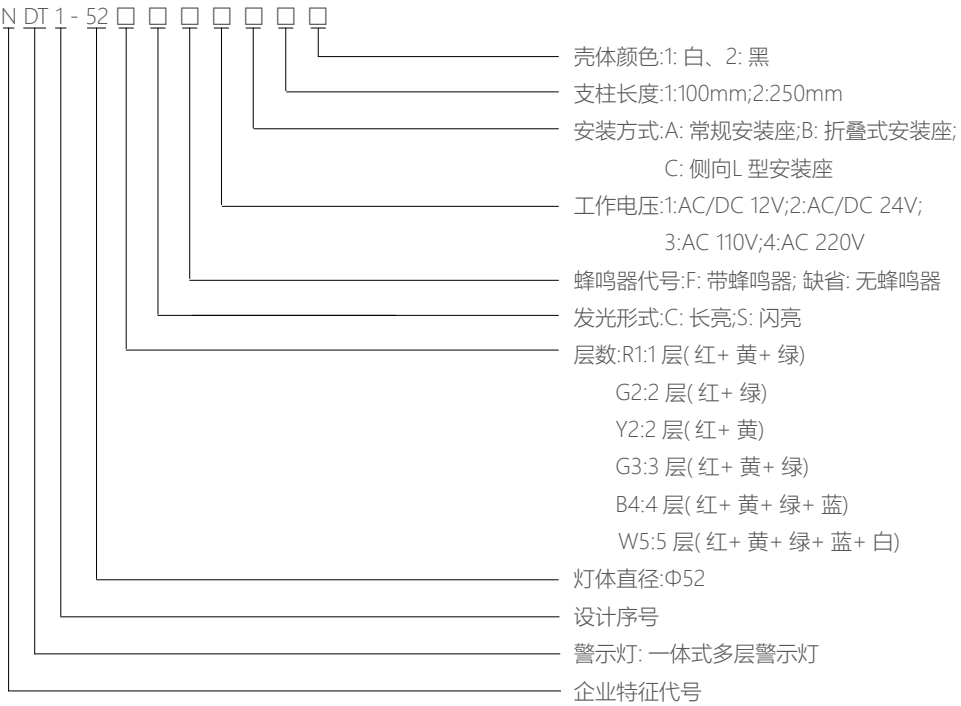 N DT 1 - 52 □ □ □ □ □ □ □
壳体颜色:1: 白、2: 黑
支柱长度:1:100mm;2:250mm
安装方式:A: 常规安装座;B: 折叠式安装座;
C: 侧向L 型安装座
工作电压:1:AC/DC 12V;2:AC/DC 24V;
3:AC 110V;4:AC 220V
蜂鸣器代号:F: 带蜂鸣器; 缺省: 无蜂鸣器
发光形式:C: 长亮;S: 闪亮
层数:R1:1 层( 红+ 黄+ 绿)
G2:2 层( 红+ 绿)
Y2:2 层( 红+ 黄)
G3:3 层( 红+ 黄+ 绿)
B4:4 层( 红+ 黄+ 绿+ 蓝)
W5:5 层( 红+ 黄+ 绿+ 蓝+ 白)
灯体直径:Φ52
设计序号
警示灯: 一体式多层警示灯
企业特征代号